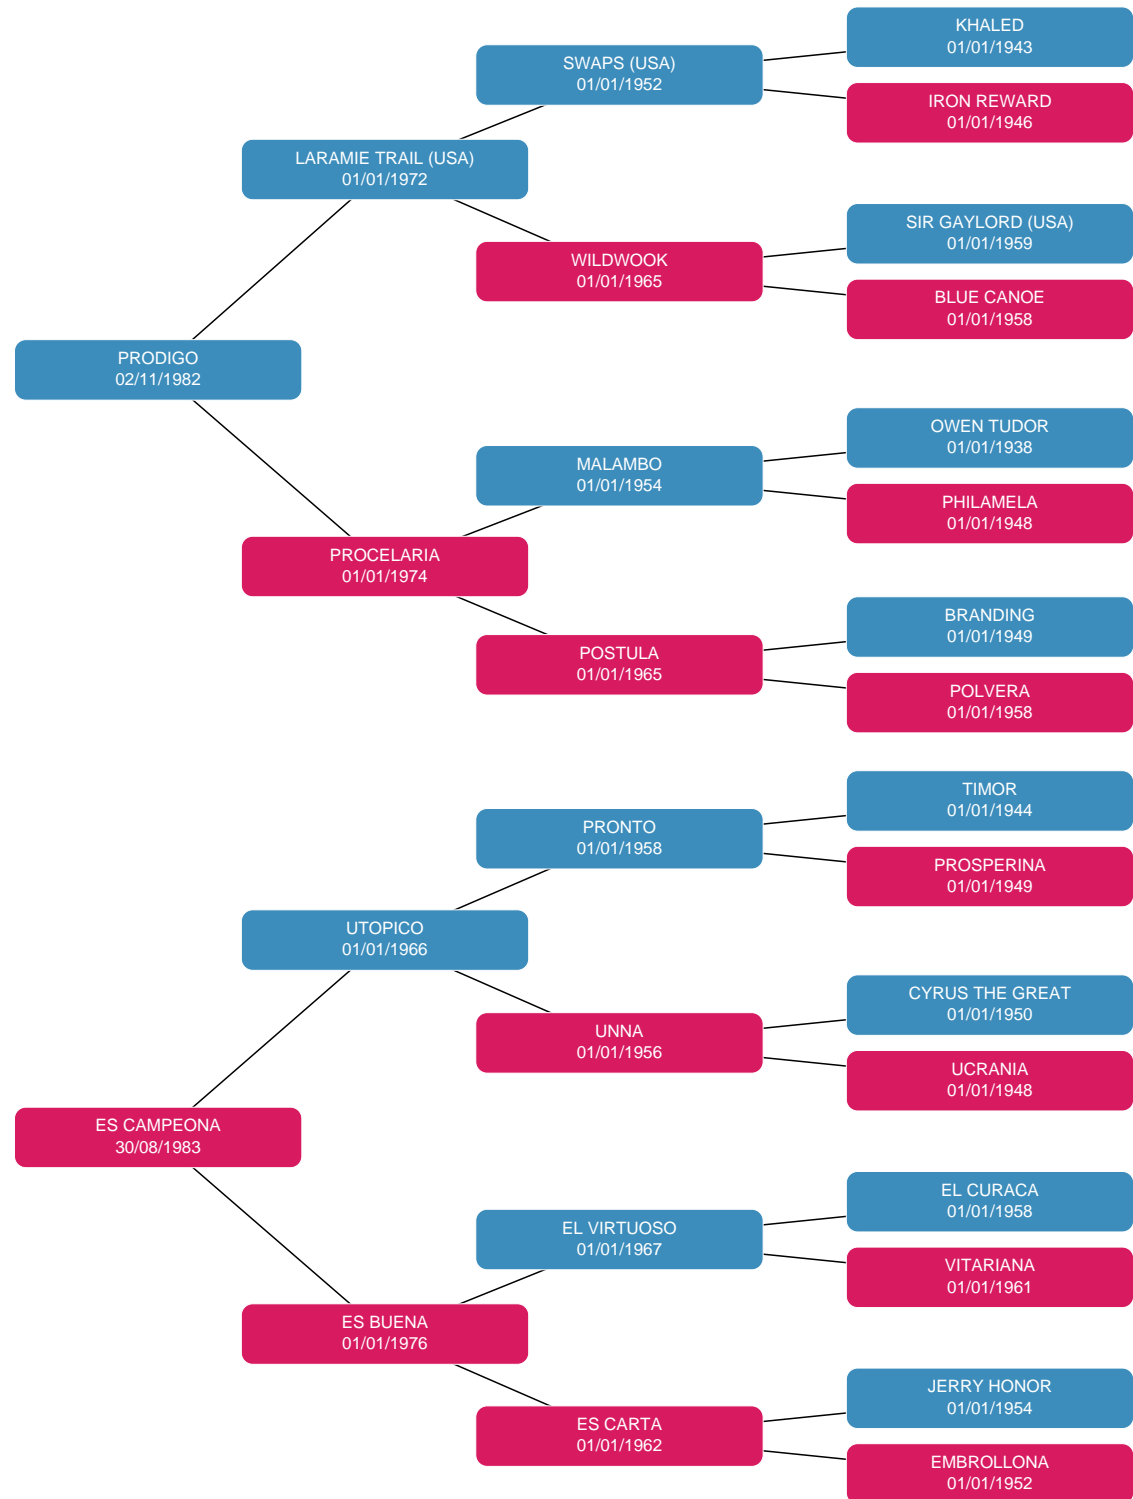 KHALED
01/01/1943
SWAPS (USA)
01/01/1952
IRON REWARD
01/01/1946
LARAMIE TRAIL (USA)
01/01/1972
SIR GAYLORD (USA)
01/01/1959
WILDWOOK
01/01/1965
BLUE CANOE
01/01/1958
PRODIGO
02/11/1982
OWEN TUDOR
01/01/1938
MALAMBO
01/01/1954
PHILAMELA
01/01/1948
PROCELARIA
01/01/1974
BRANDING
01/01/1949
POSTULA
01/01/1965
POLVERA
01/01/1958
TIMOR
01/01/1944
PRONTO
01/01/1958
PROSPERINA
01/01/1949
UTOPICO
01/01/1966
CYRUS THE GREAT
01/01/1950
UNNA
01/01/1956
UCRANIA
01/01/1948
ES CAMPEONA
30/08/1983
EL CURACA
01/01/1958
EL VIRTUOSO
01/01/1967
VITARIANA
01/01/1961
ES BUENA
01/01/1976
JERRY HONOR
01/01/1954
ES CARTA
01/01/1962
EMBROLLONA
01/01/1952